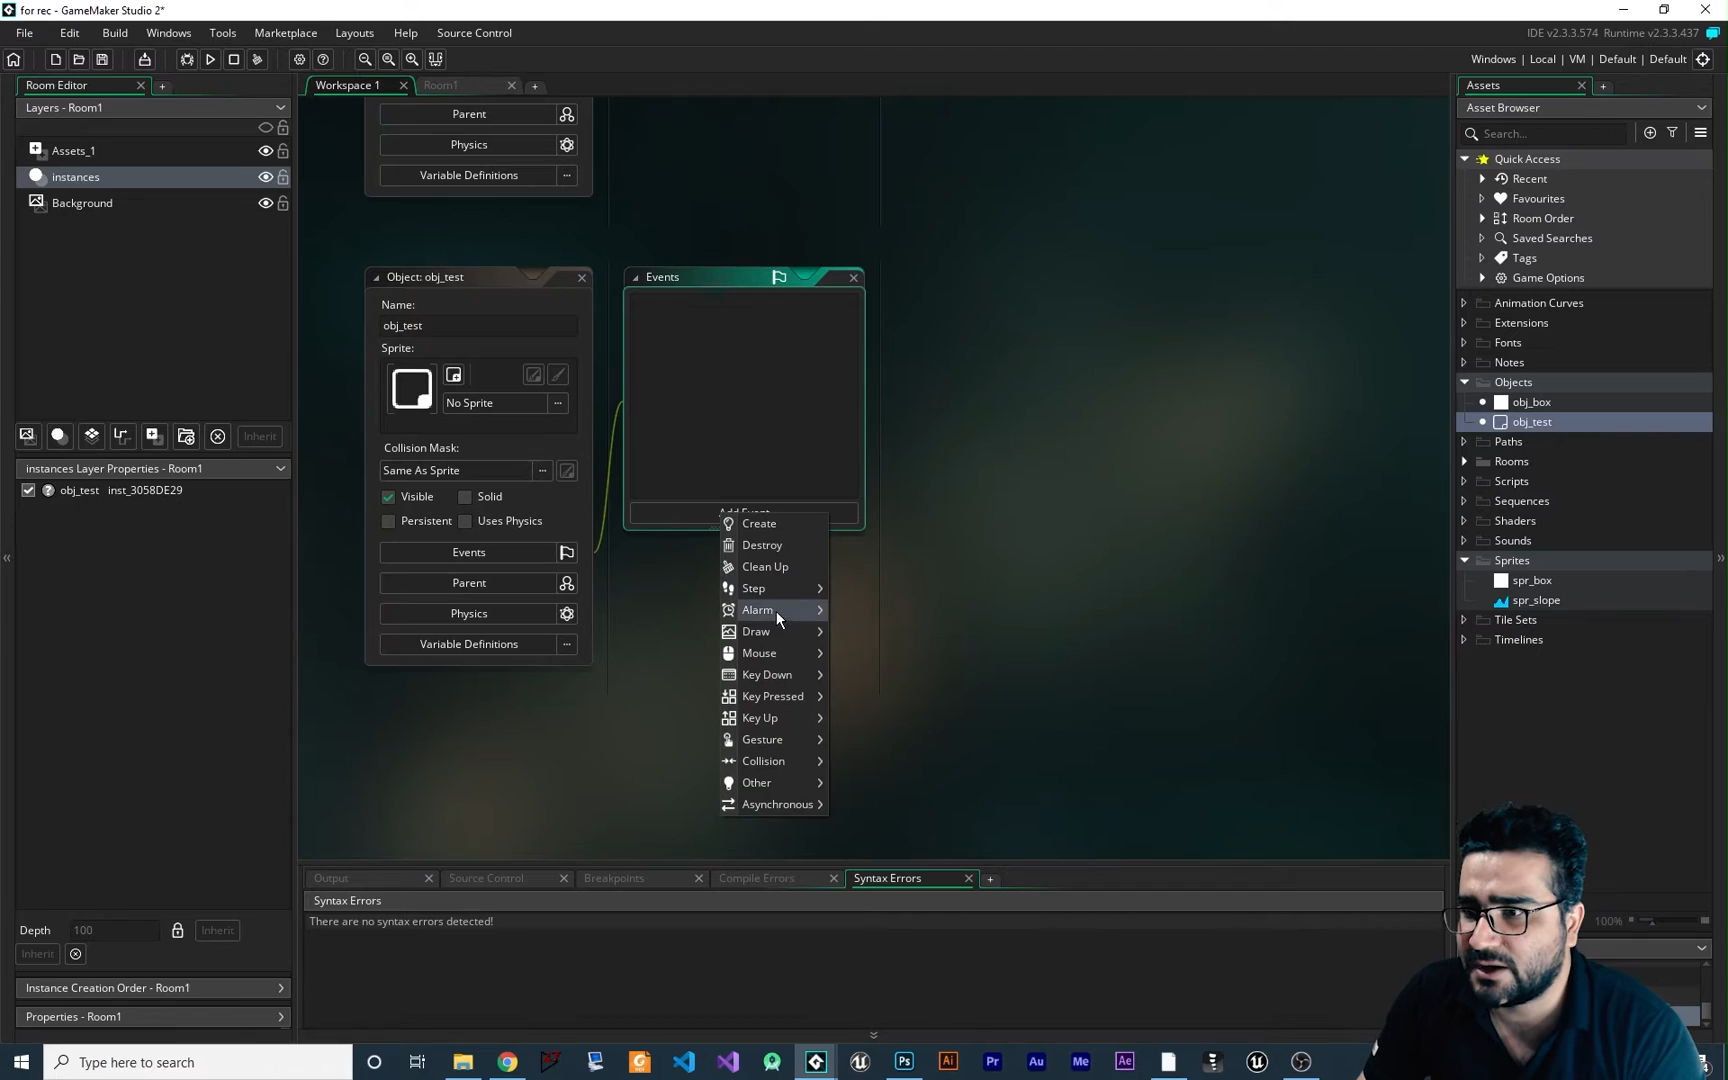 for rec - GameMaker Studio 2*
File Edit Build Windows Tools Help Marketplace Layouts Source Control
IDE v2.3.3.574 Runtime v2.3.3.437
Windows | Local | VM | Default | Default
Room Editor
Layers - Room1
Assets_1
instances
Background
Inherit
instances Layer Properties - Room1
obj_test inst_3058DE29
Depth 100 Inherit
Inherit
Instance Creation Order - Room1
Properties - Room1
Workspace 1
Room1
Parent
Physics
Variable Definitions
Object: obj_test
Name:
obj_test
Sprite:
No Sprite
Collision Mask:
Same As Sprite
Visible Solid
Persistent Uses Physics
Events
Parent
Physics
Variable Definitions
Events
Add Event
Create
Destroy
Clean Up
Step
Alarm
Draw
Mouse
Key Down
Key Pressed
Key Up
Gesture
Collision
Other
Asynchronous
Output Source Control Breakpoints Compile Errors Syntax Errors
Syntax Errors
There are no syntax errors detected!
Assets
Asset Browser
Search...
Quick Access
Recent
Favourites
Room Order
Saved Searches
Tags
Game Options
Animation Curves
Extensions
Fonts
Notes
Objects
obj_box
obj_test
Paths
Rooms
Scripts
Sequences
Shaders
Sounds
Sprites
spr_box
spr_slope
Tile Sets
Timelines
100%
Type here to search
Ps Ai Pr Au Me Ae